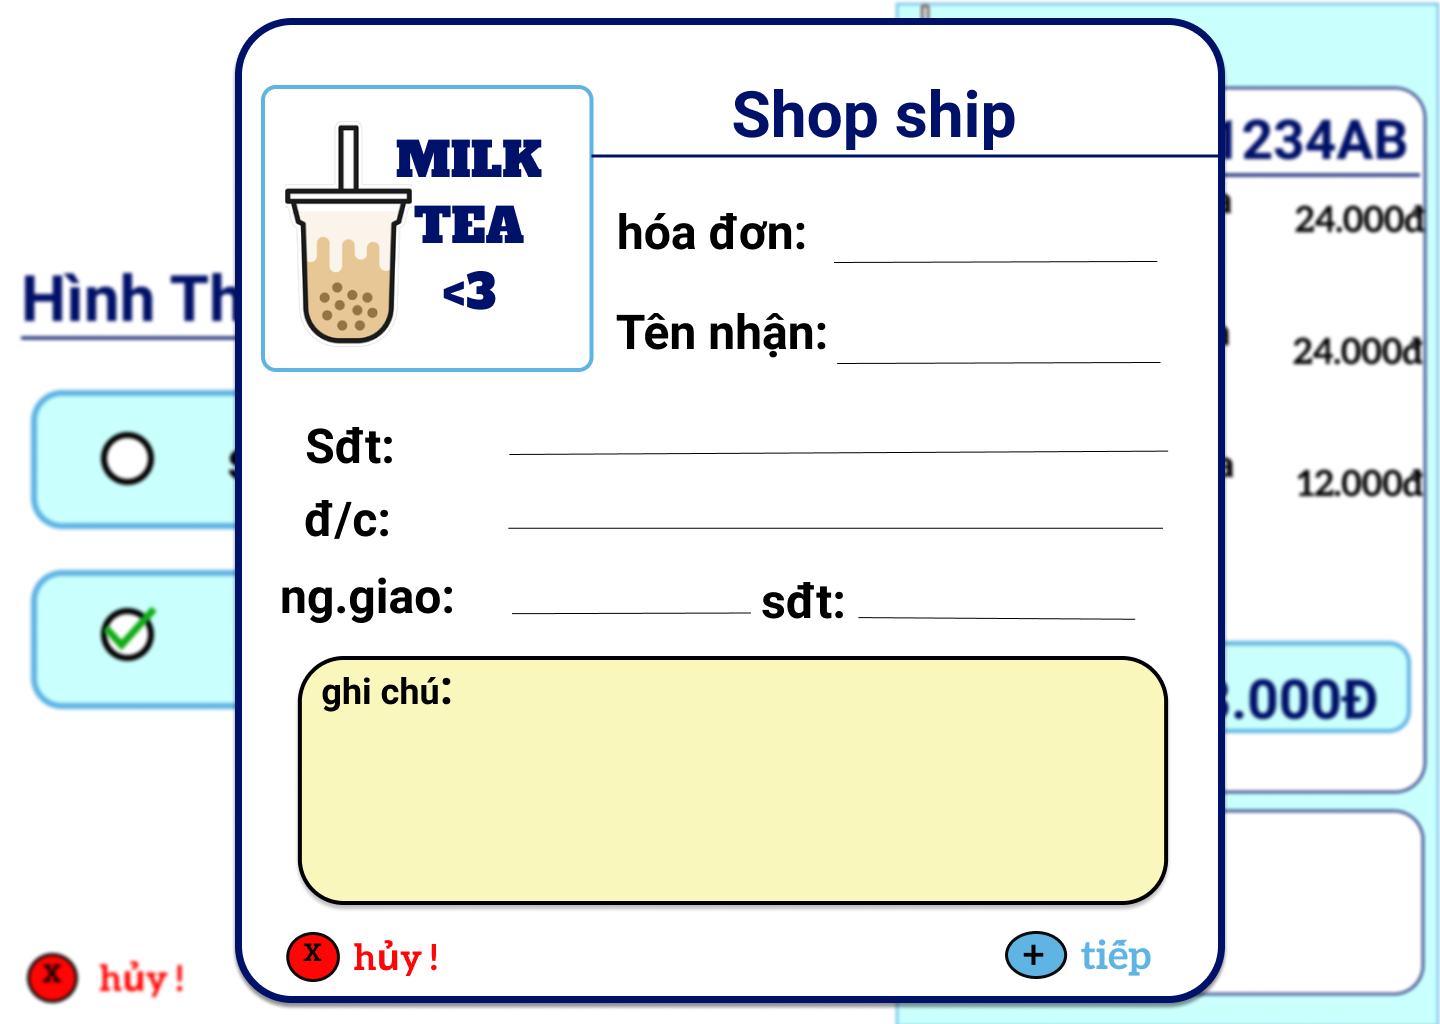 Shop ship
MILK
TEA
<3
hóa đơn:
Tên nhận:
Sđt:
đ/c:
ng.giao:
sđt:
ghi chú:
x hủy!
+ tiếp
Hình
x hủy!
1234AB
24.000đ
24.000đ
12.000đ
.000Đ